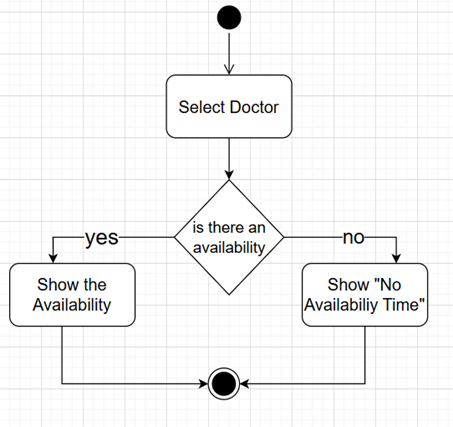 Select Doctor
is there an
availability
yes
no
Show the
Availability
Show "No
Availabiliy Time"